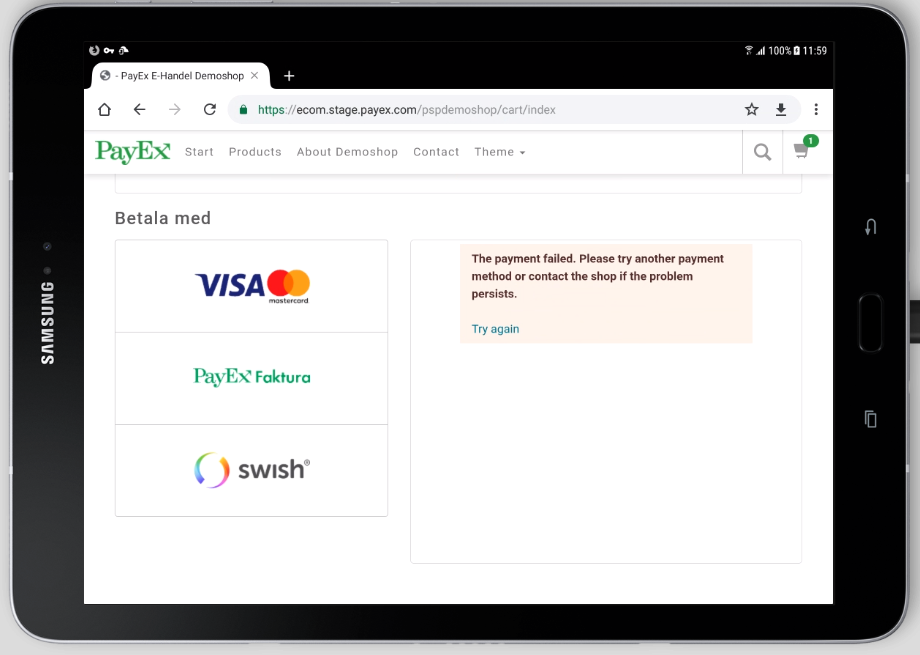 100% 11:59
- PayEx E-Handel Demoshop
https://ecom.stage.payex.com/pspdemoshop/cart/index
PayEx Start Products About Demoshop Contact Theme
1
Betala med
VISA mastercard
PayEx Faktura
swish®
The payment failed. Please try another payment
method or contact the shop if the problem
persists.
Try again
SAMSUNG